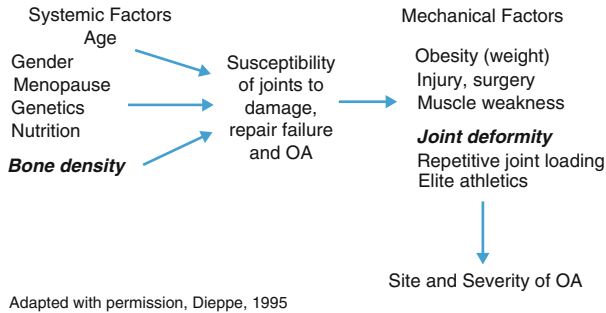 Systemic Factors
Age
Gender
Menopause
Genetics
Nutrition
Bone density
Susceptibility
of joints to
damage,
repair failure
and OA
Mechanical Factors
Obesity (weight)
Injury, surgery
Muscle weakness
Joint deformity
Repetitive joint loading
Elite athletics
Site and Severity of OA
Adapted with permission, Dieppe, 1995